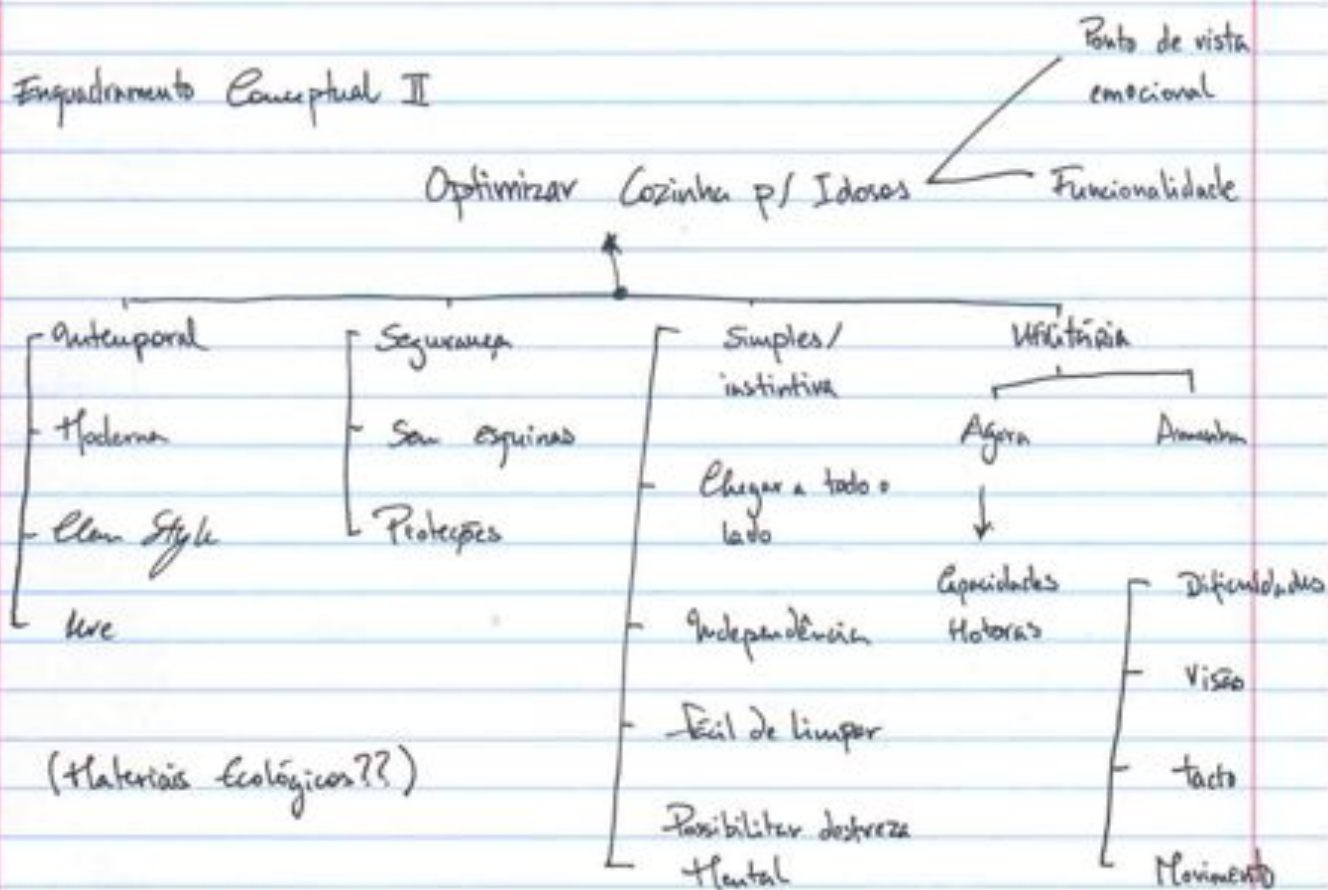 Ponto de vista
emocional
Enquadramento Conceptual II
Optimizar Cozinha p/ Idosos
Funcionalidade
Intemporal
Moderna
Clean Style
leve
Segurança
Sem esquinas
Proteções
Simples/
instintiva
Chegar a todo o
lado
Independência
Fácil de limpar
Possibilitar destreza
Mental
Utilitária
Agora
Amanha
Capacidades
Motoras
Dificuldades
Visão
tacto
Movimento
(Materiais Ecológicos??)